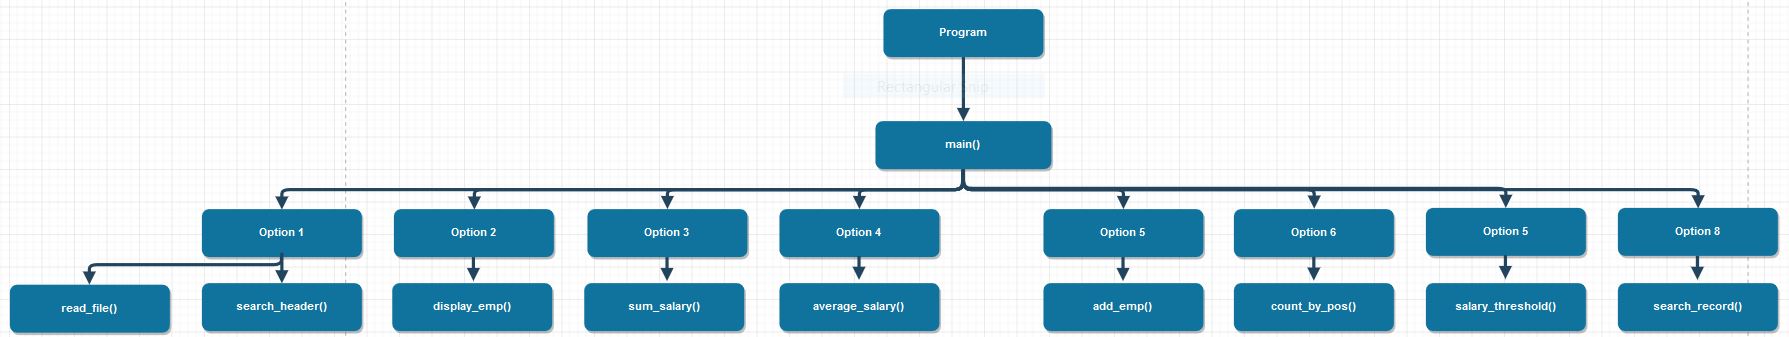 Program
Rectangular Snip
main()
Option 1
Option 2
Option 3
Option 4
Option 5
Option 6
Option 5
Option 8
read_file()
search_header()
display_emp()
sum_salary()
average_salary()
add_emp()
count_by_pos()
salary_threshold()
search_record()